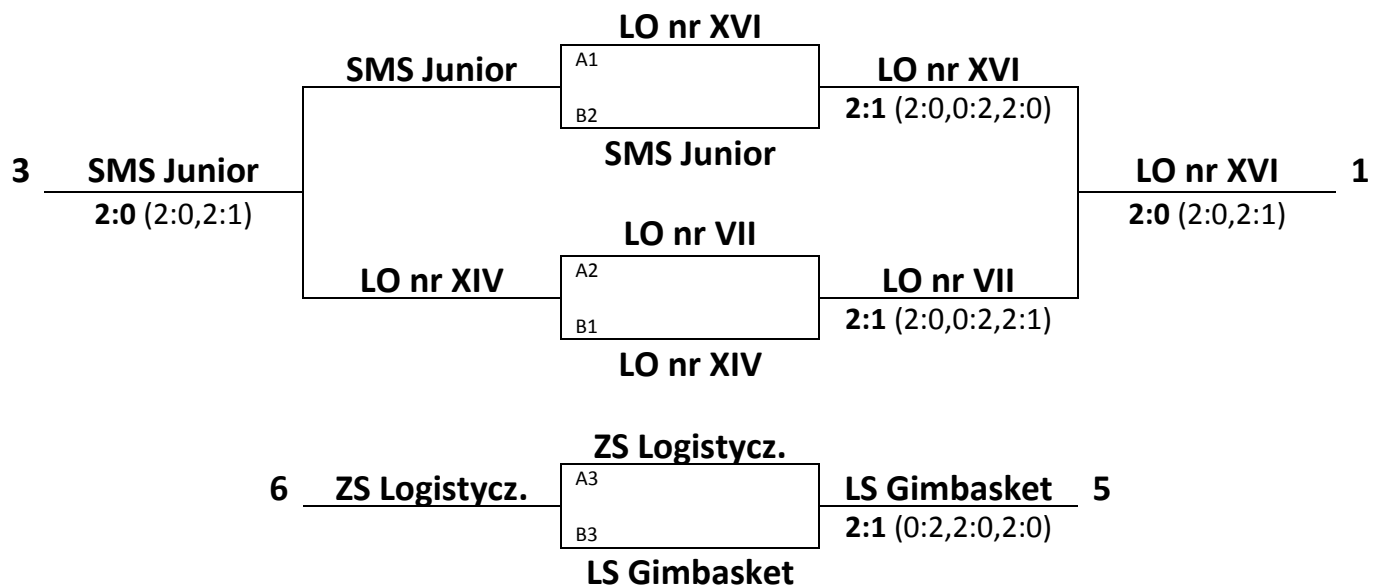 LO nr XVI
SMS Junior
A1
LO nr XVI
B2
2:1 (2:0,0:2,2:0)
SMS Junior
3 SMS Junior
LO nr XVI 1
2:0 (2:0,2:1)
2:0 (2:0,2:1)
LO nr VII
LO nr XIV
A2
LO nr VII
B1
2:1 (2:0,0:2,2:1)
LO nr XIV
ZS Logistycz.
6 ZS Logistycz.
A3
LS Gimbasket 5
B3
2:1 (0:2,2:0,2:0)
LS Gimbasket